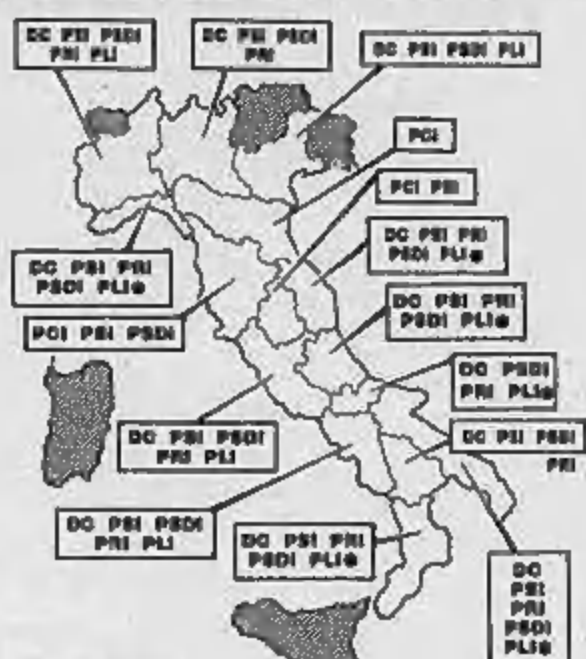 DC PSI PSDI
PRI PLI
DC PSI PSDI
PRI
DC PSI PSDI PLI
PCI
PCI PRI
DC PSI PRI
PSDI PLI●
DC PSI PRI
PSDI PLI●
PCI PSI PSDI
DC PSI PRI
PSDI PLI●
DC PSDI
PRI PLI●
DC PSI PSDI
PRI PLI
DC PSI PSDI
PRI
DC PSI PSDI
PRI PLI
DC PSI PRI
PSDI PLI●
DC
PSI
PRI
PSDI
PLI●